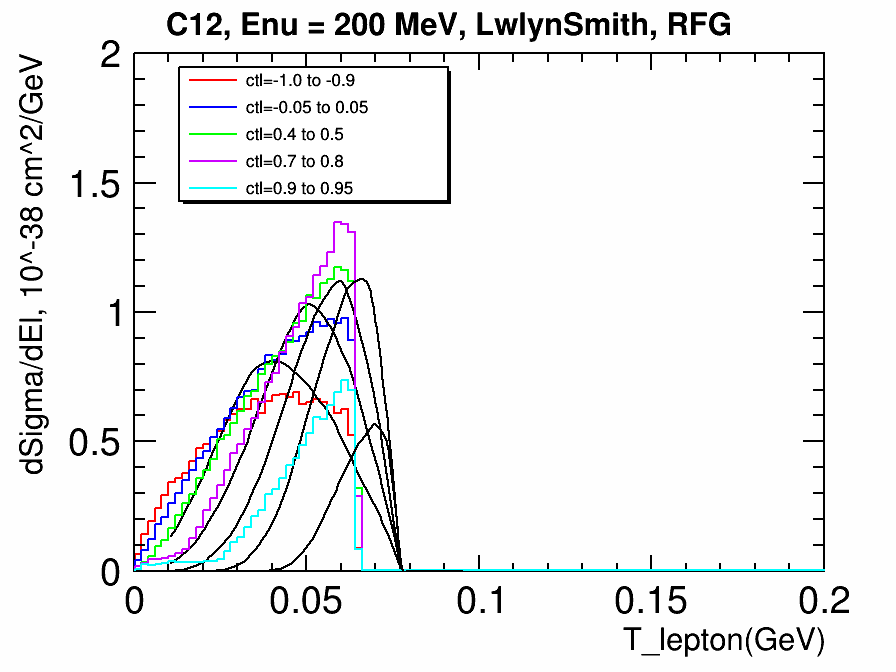 C12, Enu = 200 MeV, LwlynSmith, RFG
dSigma/dEl, 10^-38 cm^2/GeV
2
1.5
1
0.5
0
ctl=-1.0 to -0.9
ctl=-0.05 to 0.05
ctl=0.4 to 0.5
ctl=0.7 to 0.8
ctl=0.9 to 0.95
0 0.05 0.1 0.15 0.2
T_lepton(GeV)